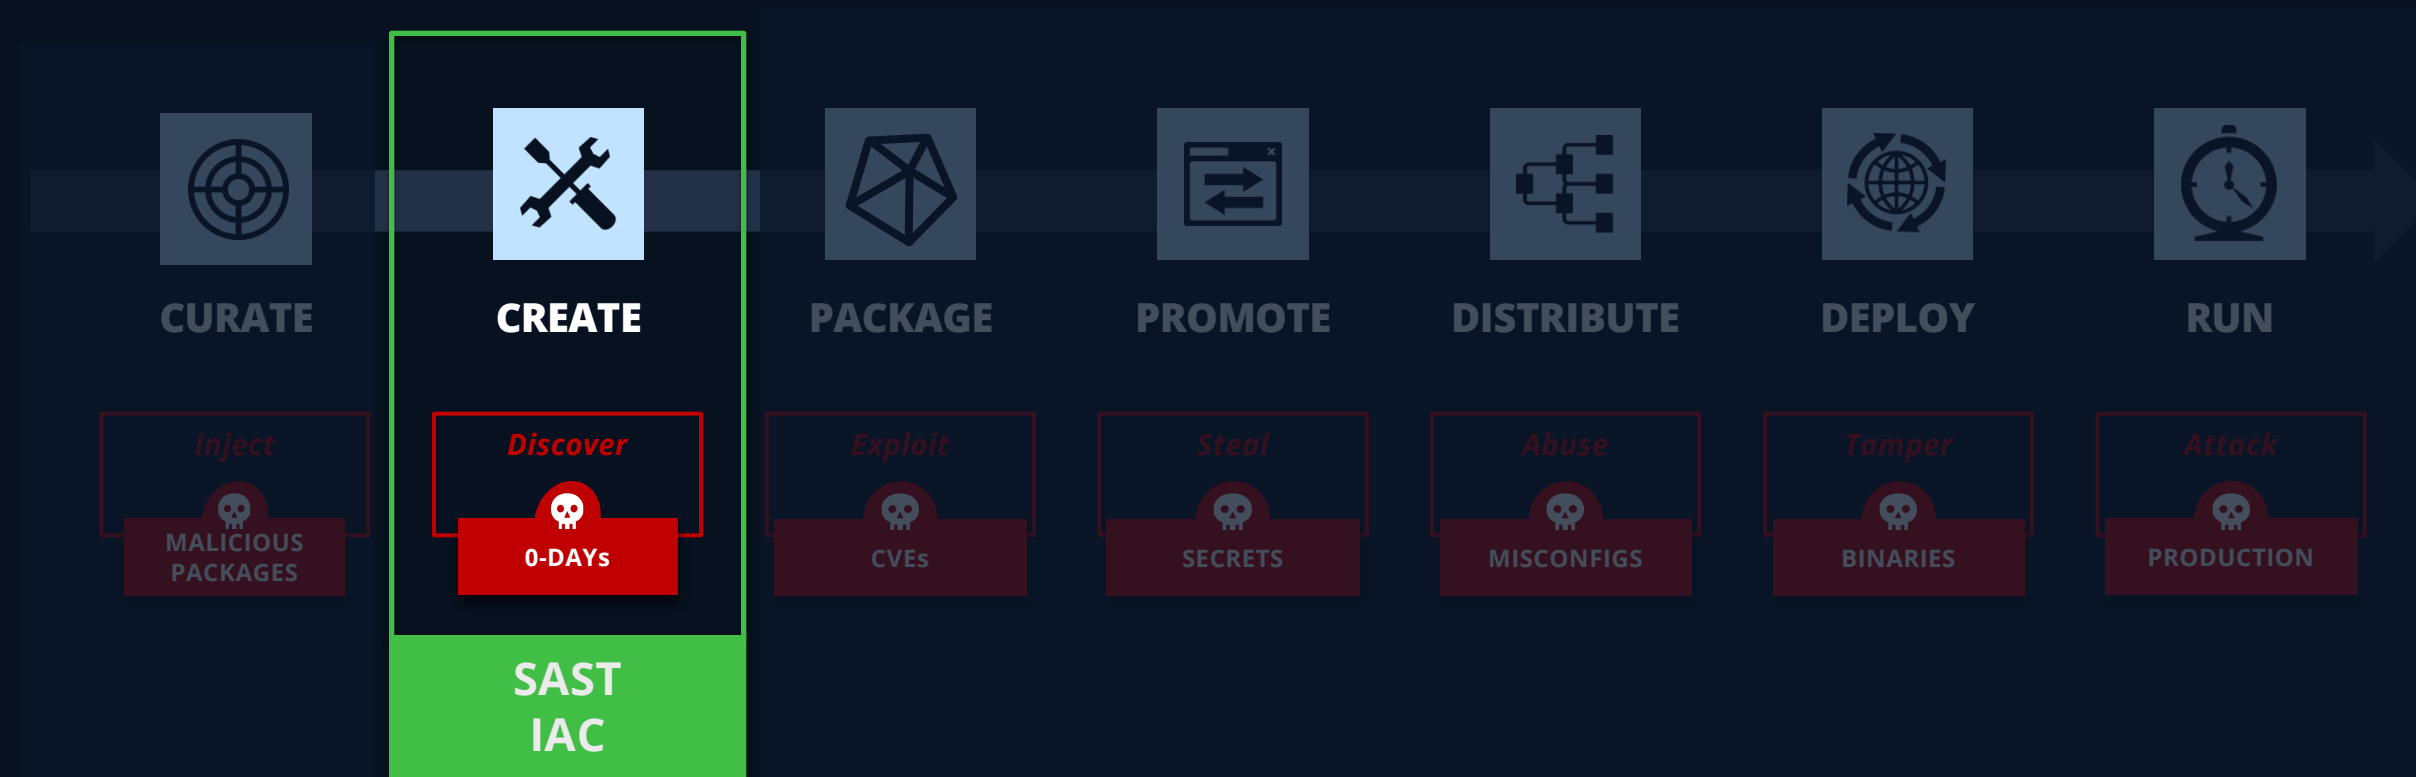 CURATE
CREATE
PACKAGE
PROMOTE
DISTRIBUTE
DEPLOY
RUN
Inject
Discover
Exploit
Steal
Abuse
Tamper
Attack
MALICIOUS
PACKAGES
0-DAYs
CVEs
SECRETS
MISCONFIGS
BINARIES
PRODUCTION
SAST
IAC